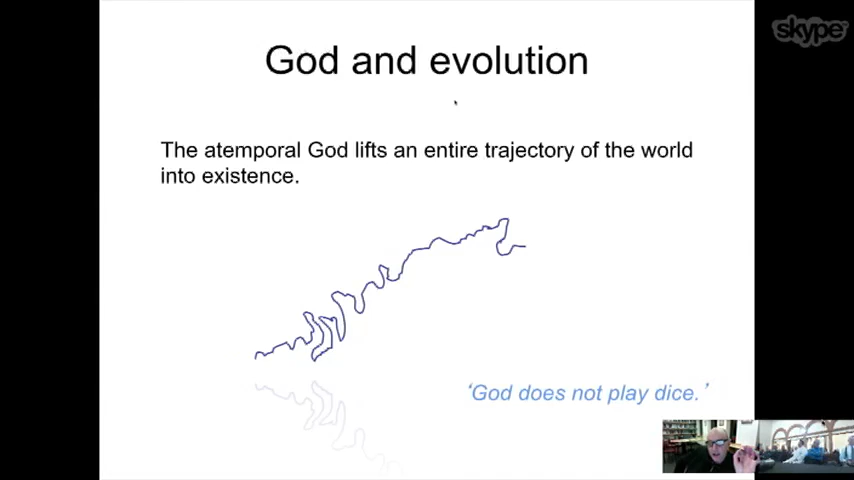 skype
God and evolution
The atemporal God lifts an entire trajectory of the world
into existence.
‘God does not play dice.’